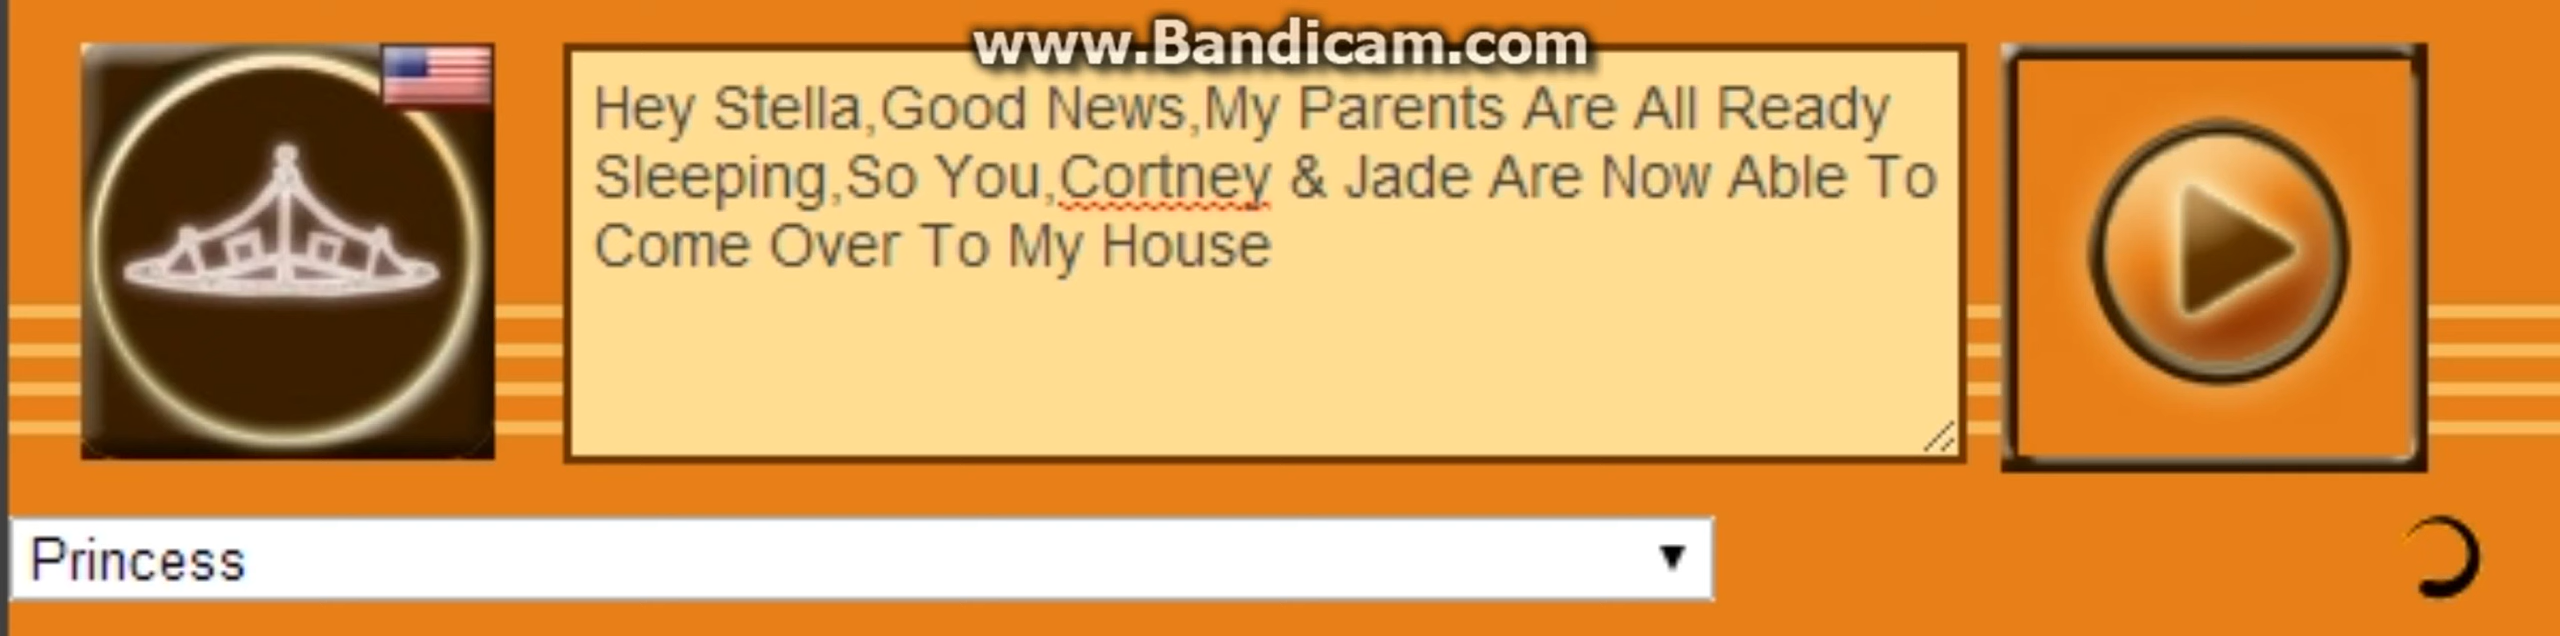 www.Bandicam.com
Hey Stella,Good News,My Parents Are All Ready
Sleeping,So You,Cortney & Jade Are Now Able To
Come Over To My House
Princess